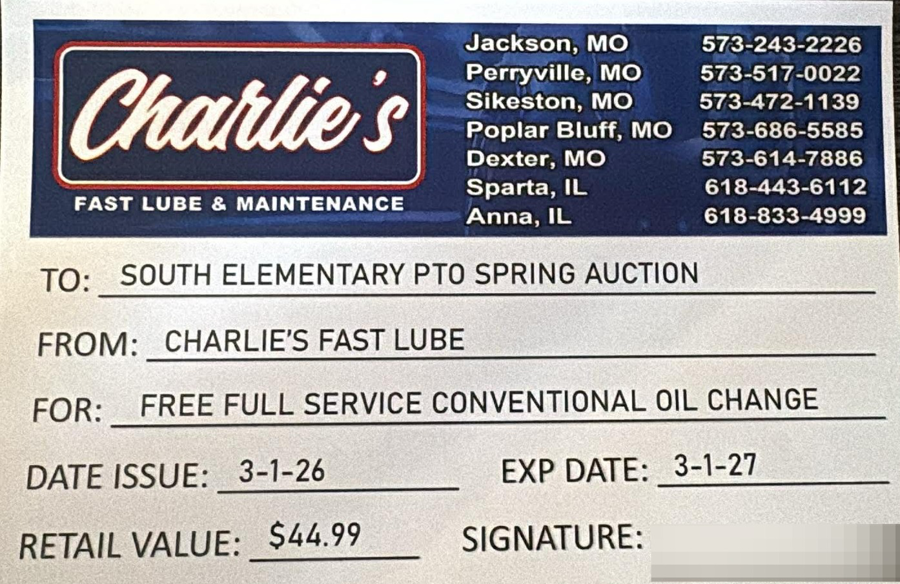 Charlie's
FAST LUBE & MAINTENANCE
Jackson, MO 573-243-2226
Perryville, MO 573-517-0022
Sikeston, MO 573-472-1139
Poplar Bluff, MO 573-686-5585
Dexter, MO 573-614-7886
Sparta, IL 618-443-6112
Anna, IL 618-833-4999
TO: SOUTH ELEMENTARY PTO SPRING AUCTION
FROM: CHARLIE'S FAST LUBE
FOR: FREE FULL SERVICE CONVENTIONAL OIL CHANGE
DATE ISSUE: 3-1-26 EXP DATE: 3-1-27
RETAIL VALUE: $44.99 SIGNATURE: